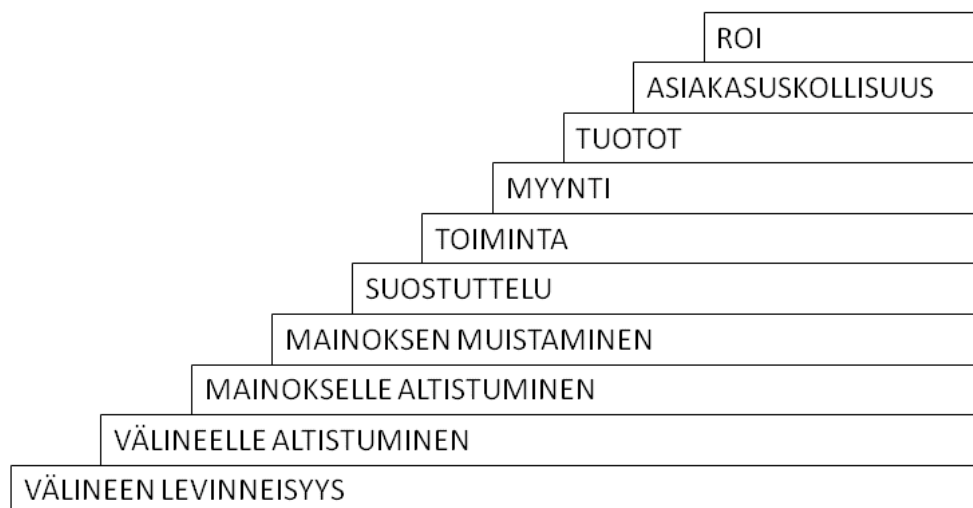 ROI
ASIAKASUSKOLLISUUS
TUOTOT
MYYNTI
TOIMINTA
SUOSTUTTELU
MAINOKSEN MUISTAMINEN
MAINOKSELLE ALTISTUMINEN
VÄLINEELLE ALTISTUMINEN
VÄLINEEN LEVINNEISYYS